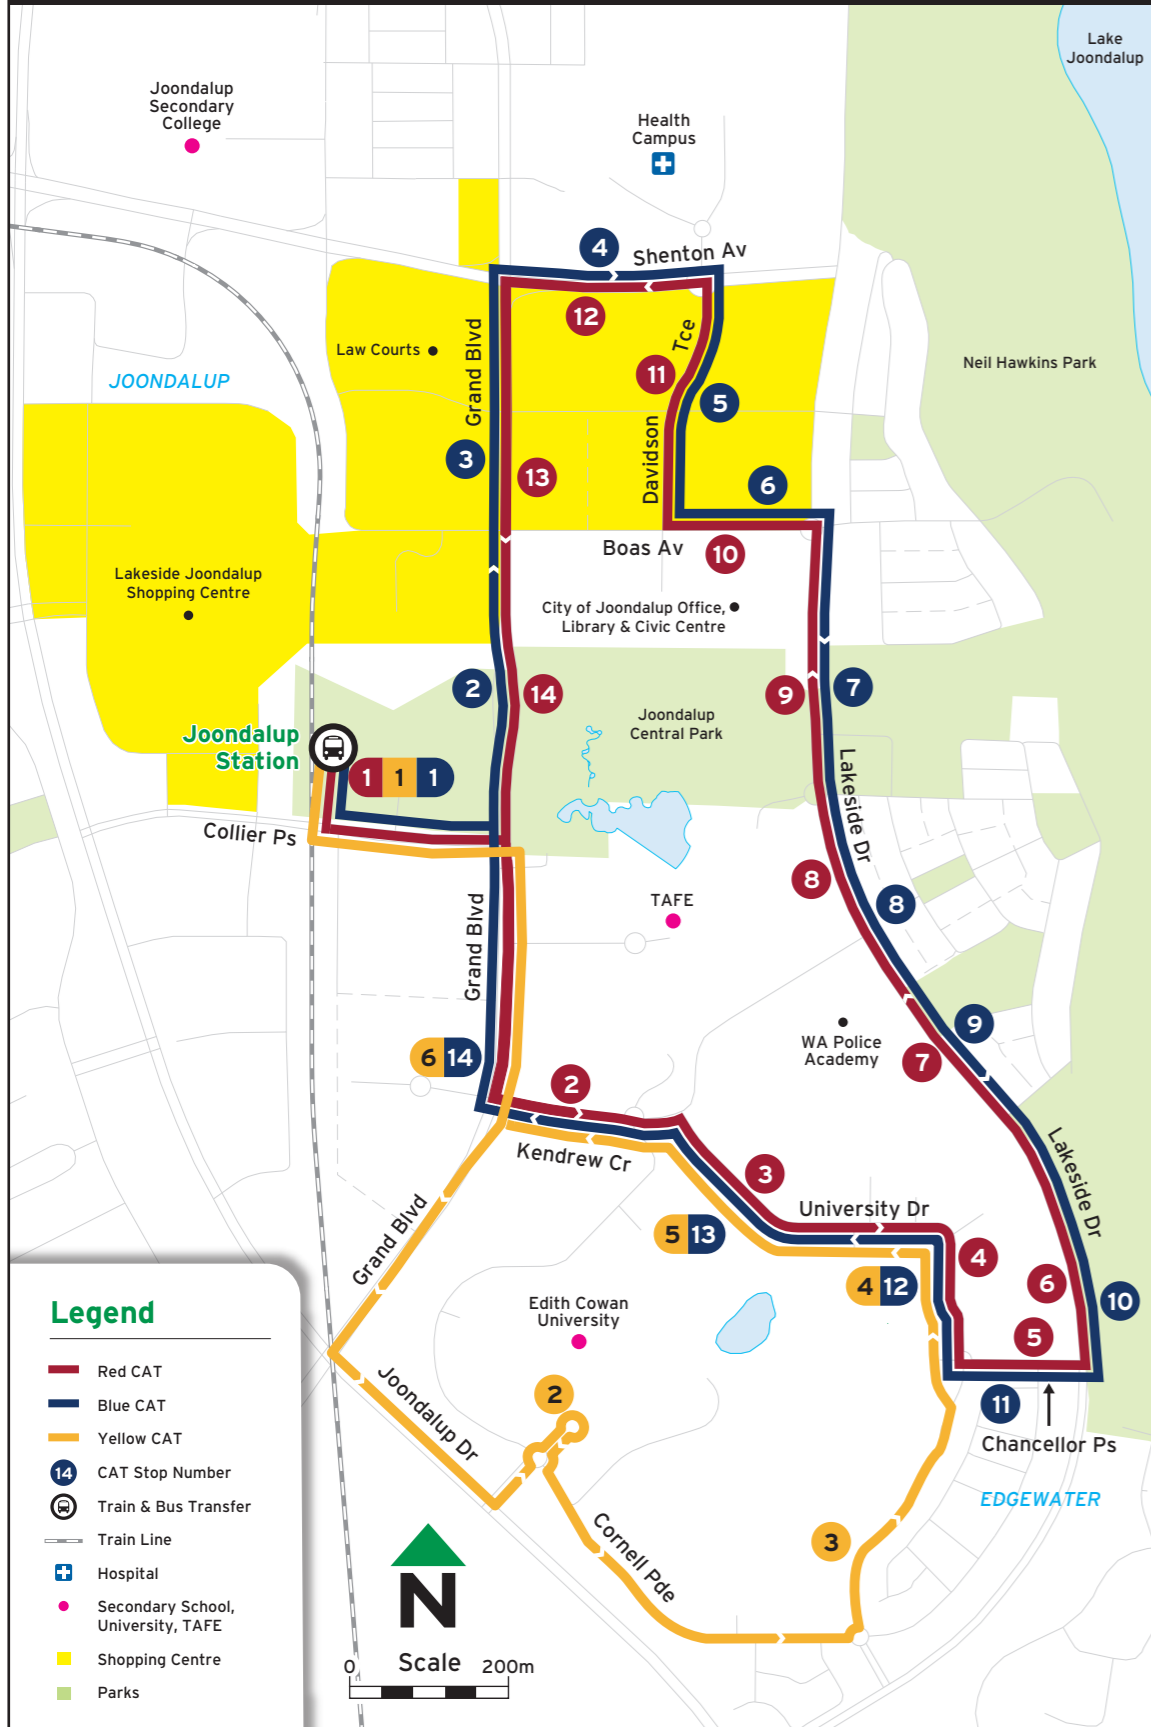 Lake
Joondalup
Joondalup
Secondary
College
Health
Campus
4
Shenton Av
12
Tce
Grand Blvd
Law Courts
11
Neil Hawkins Park
JOONDALUP
5
Davidson
3
13
6
Boas Av
10
Lakeside Joondalup
Shopping Centre
City of Joondalup Office,
Library & Civic Centre
2
14
9
7
Joondalup
Central Park
Joondalup
Station
1 1 1
Lakeside Dr
Collier Ps
8
8
TAFE
Grand Blvd
9
WA Police
Academy
6 14
7
2
Kendrew Cr
Lakeside Dr
3
University Dr
5 13
Grand Blvd
4
4 12
6
10
Edith Cowan
University
5
Joondalup Dr
2
11
Chancellor Ps
EDGEWATER
Cornell Pde
3
N
Scale
0 200m
Legend
Red CAT
Blue CAT
Yellow CAT
14 CAT Stop Number
Train & Bus Transfer
Train Line
Hospital
Secondary School,
University, TAFE
Shopping Centre
Parks